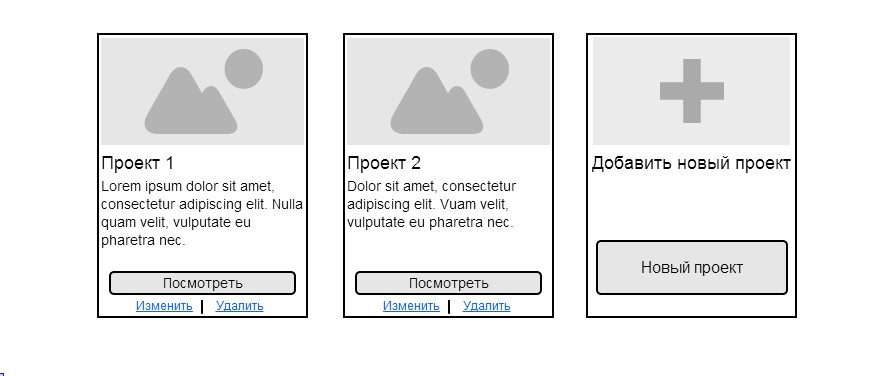 Проект 1
Lorem ipsum dolor sit amet,
consectetur adipiscing elit. Nulla
quam velit, vulputate eu
pharetra nec.
Посмотреть
Изменить | Удалить
Проект 2
Dolor sit amet, consectetur
adipiscing elit. Vuam velit,
vulputate eu pharetra nec.
Посмотреть
Изменить | Удалить
Добавить новый проект
Новый проект